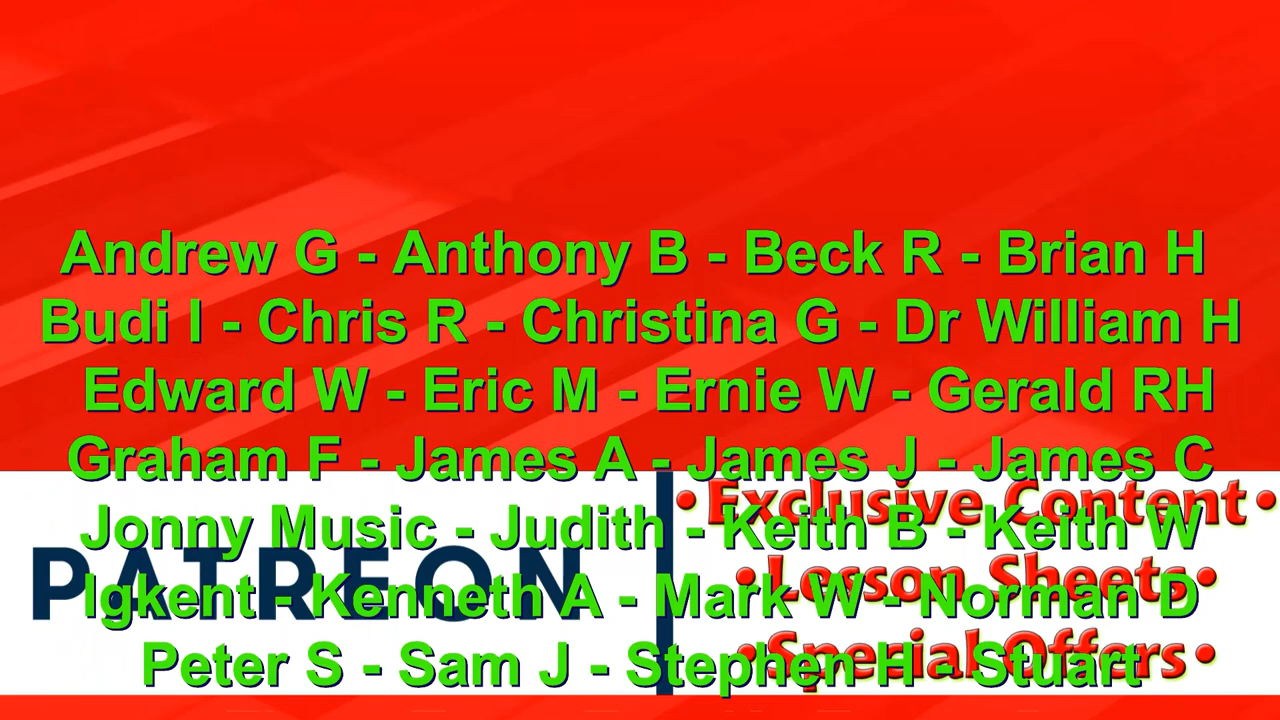 Andrew G - Anthony B - Beck R - Brian H
Budi I - Chris R - Christina G - Dr William H
Edward W - Eric M - Ernie W - Gerald RH
Graham F - James A - James J - James C
Jonny Music - Judith - Keith B - Keith W
Igkent - Kenneth A - Mark W - Norman D
Peter S - Sam J - Stephen H - Stuart
PATREON
•Exclusive Content•
•Lesson Sheets•
•Special Offers•